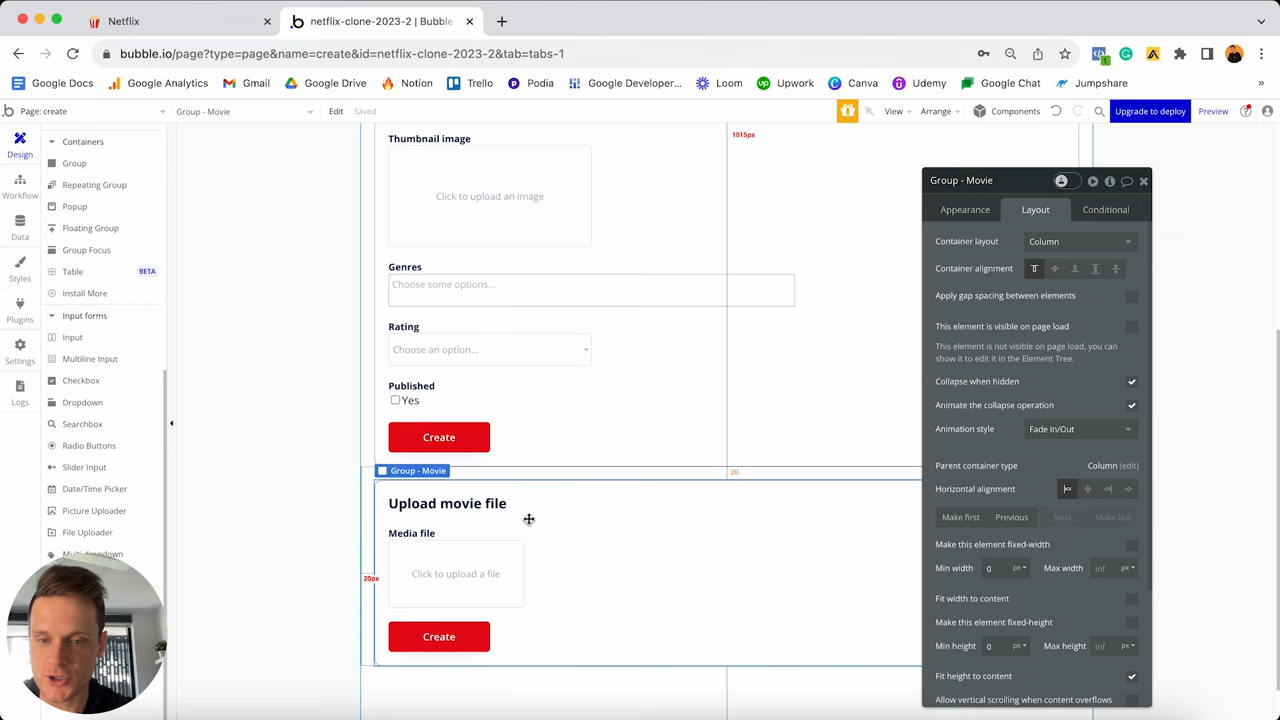 Netflix
netflix-clone-2023-2 | Bubble
bubble.io/page?type=page&name=create&id=netflix-clone-2023-2&tab=tabs-1
Google Docs
Google Analytics
Gmail
Google Drive
Notion
Trello
Podia
Google Developer...
Loom
Upwork
Canva
Udemy
Google Chat
Jumpshare
Page: create
Group - Movie
Edit
Saved
View
Arrange
Components
Upgrade to deploy
Preview
Design
Workflow
Data
Styles
Plugins
Settings
Logs
Containers
Group
Repeating Group
Popup
Floating Group
Group Focus
Table
BETA
Install More
Input forms
Input
Multiline Input
Checkbox
Dropdown
Searchbox
Radio Buttons
Slider Input
Date/Time Picker
Picture Uploader
File Uploader
Multi dropdown
Thumbnail image
Click to upload an image
1015px
Genres
Choose some options...
Rating
Choose an option...
Published
Yes
Create
Group - Movie
20
Upload movie file
Media file
Click to upload a file
20px
Create
Group - Movie
Appearance
Layout
Conditional
Container layout
Column
Container alignment
Apply gap spacing between elements
This element is visible on page load
This element is not visible on page load, you can
show it to edit it in the Element Tree.
Collapse when hidden
Animate the collapse operation
Animation style
Fade In/Out
Parent container type
Column (edit)
Horizontal alignment
Make first
Previous
Next
Make last
Make this element fixed-width
Min width
0
px
Max width
inf
px
Fit width to content
Make this element fixed-height
Min height
0
px
Max height
inf
px
Fit height to content
Allow vertical scrolling when content overflows